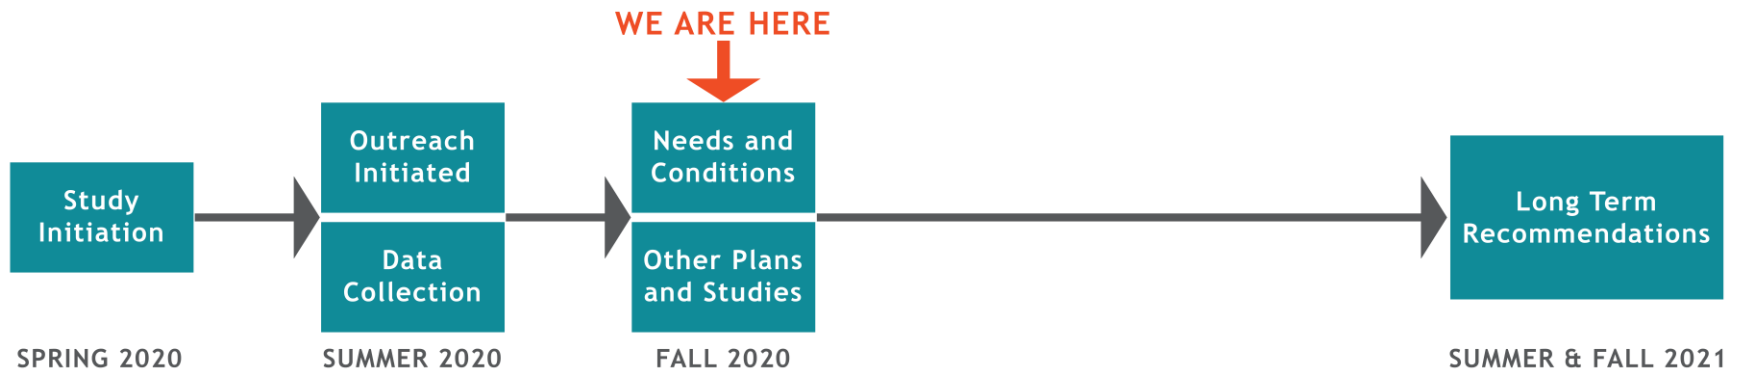 WE ARE HERE
Study
Initiation
SPRING 2020
Outreach
Initiated
Data
Collection
SUMMER 2020
Needs and
Conditions
Other Plans
and Studies
FALL 2020
Long Term
Recommendations
SUMMER & FALL 2021